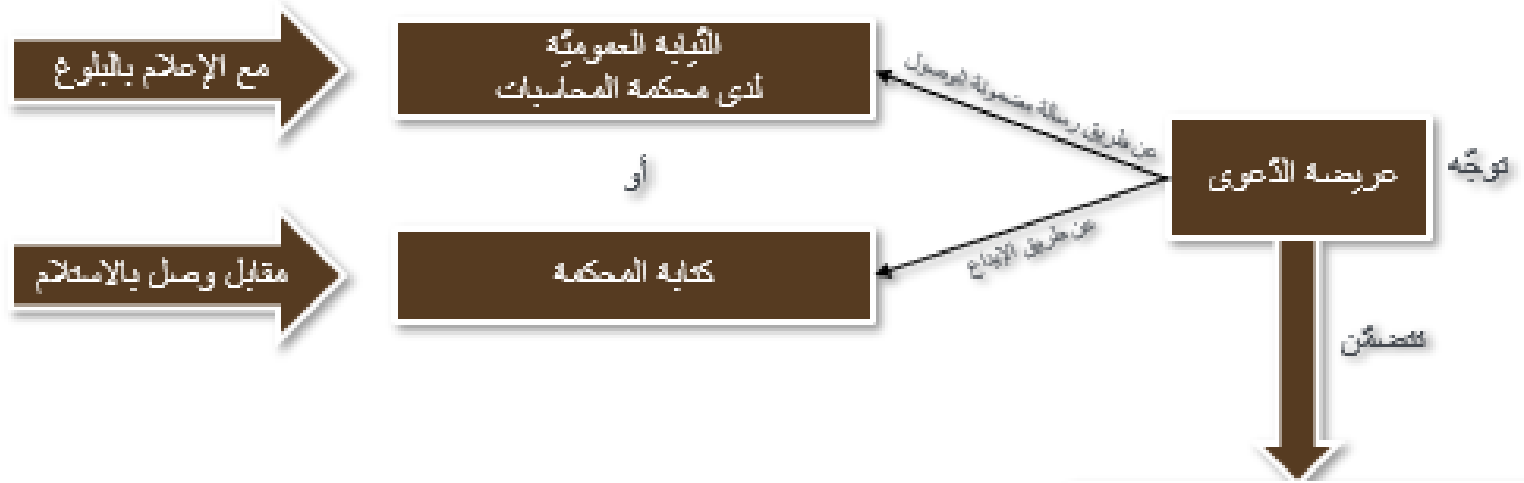 توجّه
عريضة الدّعوى
عن طريق رسالة مضمونة الوصول
النّيابة العموميّة
لدى محكمة المحاسبات
مع الإعلام بالبلوغ
أو
عن طريق الإيداع
كتابة المحكمة
مقابل وصل بالاستلام
تتضمّن